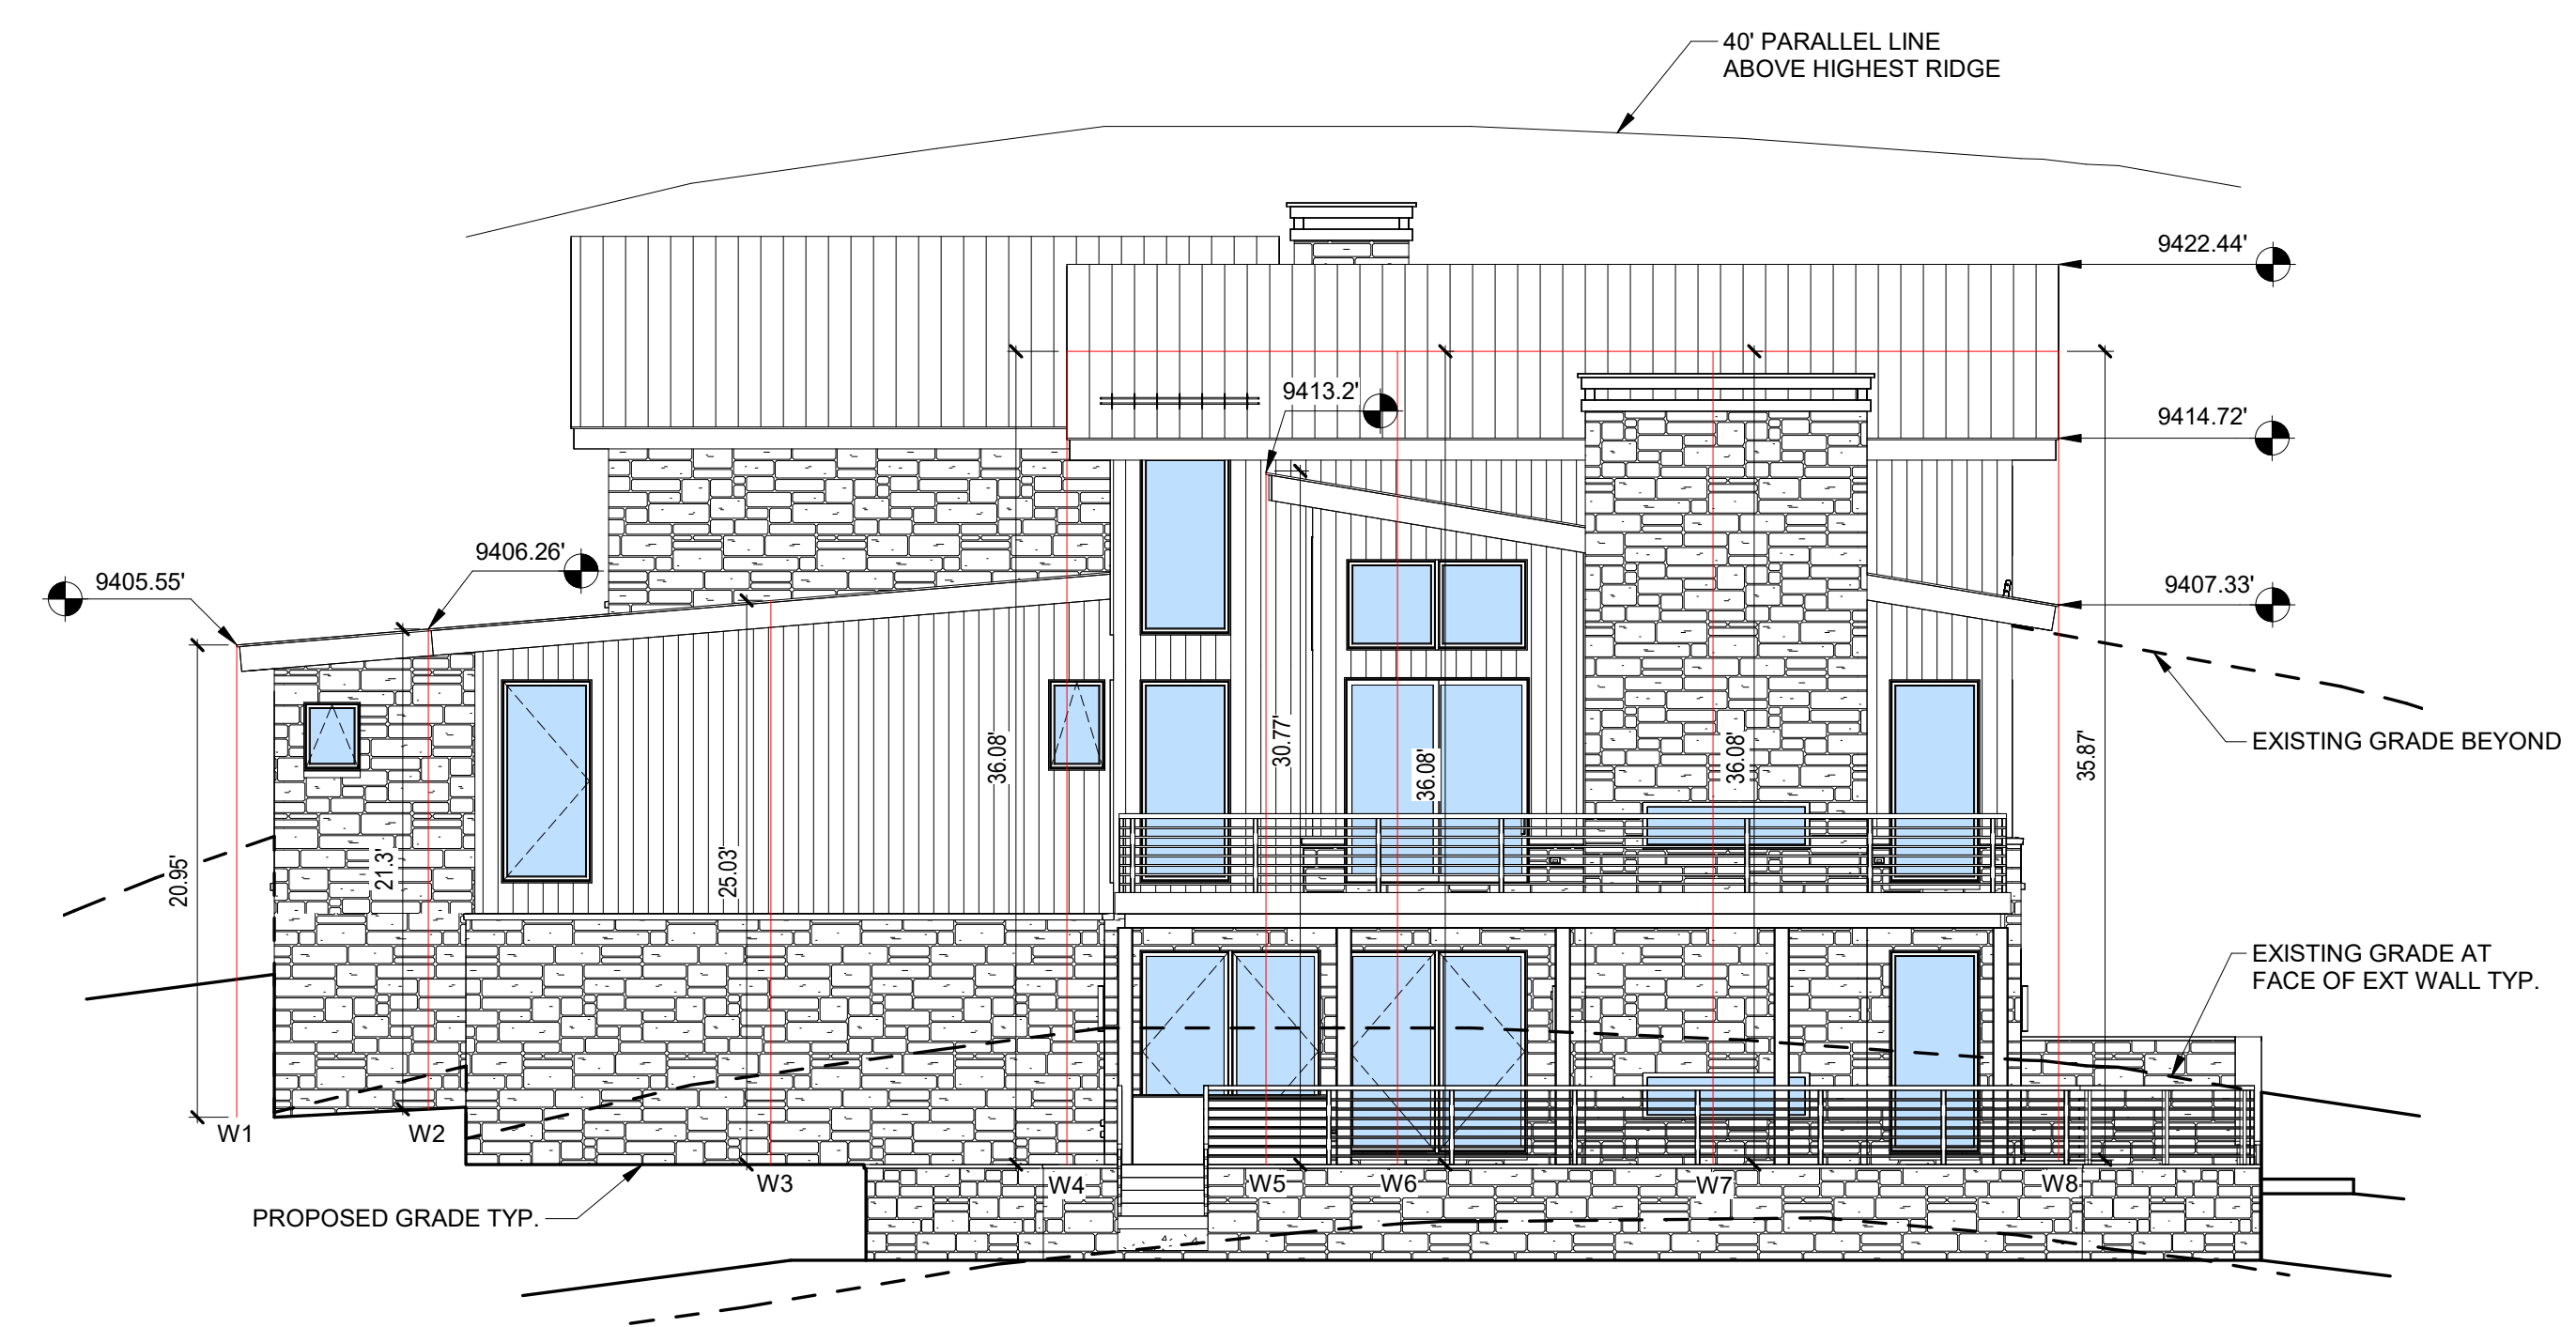 40' PARALLEL LINE
ABOVE HIGHEST RIDGE
9422.44'
9413.2'
9414.72'
9406.26'
9405.55'
9407.33'
EXISTING GRADE BEYOND
20.95'
21.3'
25.03'
36.08'
30.77'
36.08'
36.08'
35.87'
EXISTING GRADE AT
FACE OF EXT WALL TYP.
W1
W2
W3
W4
W5
W6
W7
W8
PROPOSED GRADE TYP.